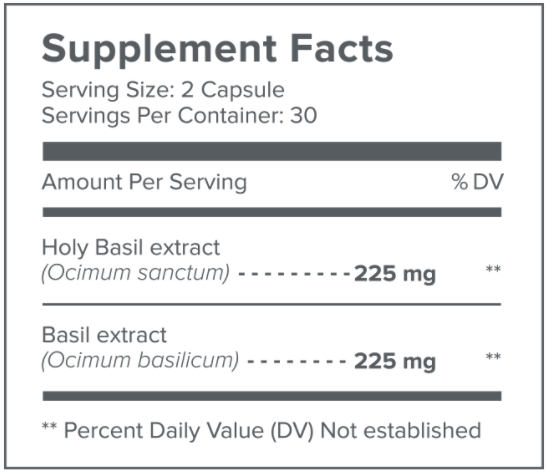 Supplement Facts
Serving Size: 2 Capsule
Servings Per Container: 30
Amount Per Serving % DV
Holy Basil extract
(Ocimum sanctum) - - - - - - - - - 225 mg **
Basil extract
(Ocimum basilicum) - - - - - - - - 225 mg **
** Percent Daily Value (DV) Not established